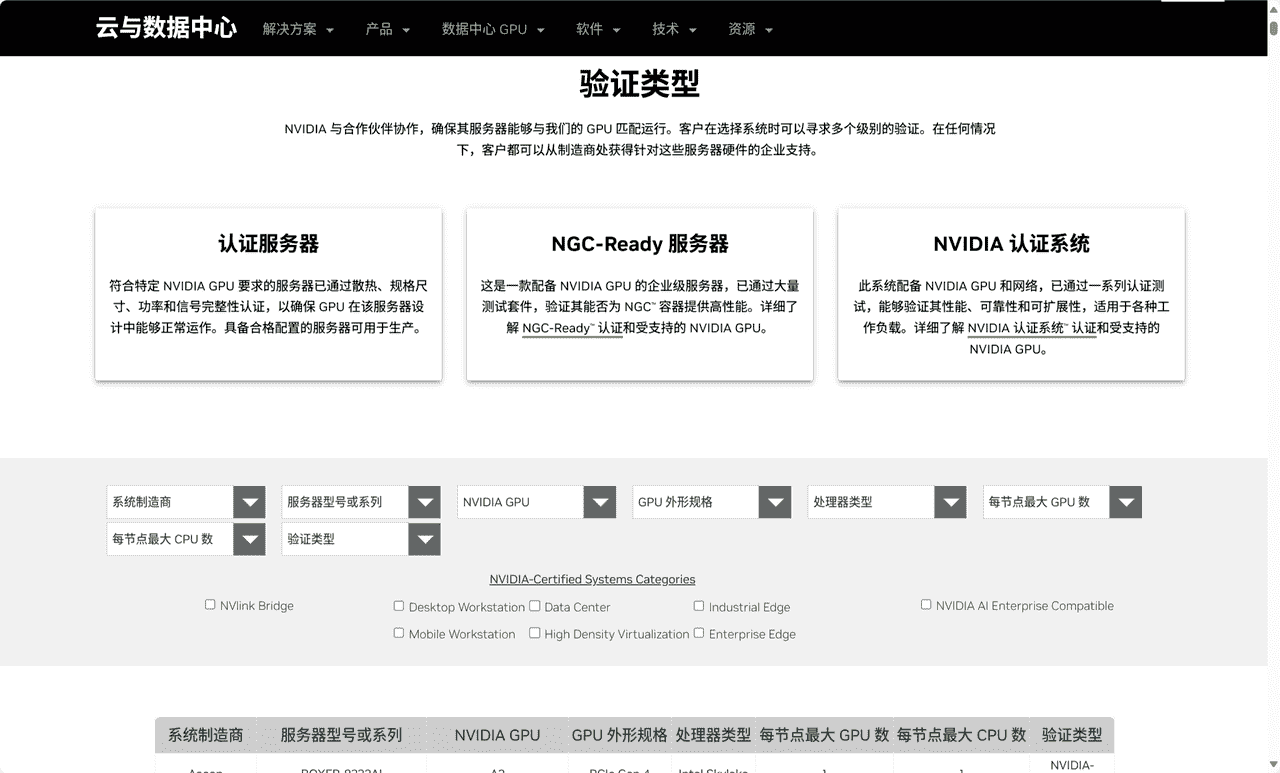 云与数据中心 解决方案 产品 数据中心 GPU 软件 技术 资源
验证类型
NVIDIA 与合作伙伴协作，确保其服务器能够与我们的 GPU 匹配运行。客户在选择系统时可以寻求多个级别的验证。在任何情况
下，客户都可以从制造商处获得针对这些服务器硬件的企业支持。
认证服务器
符合特定 NVIDIA GPU 要求的服务器已通过散热、规格尺
寸、功率和信号完整性认证，以确保 GPU 在该服务器设
计中能够正常运作。具备合格配置的服务器可用于生产。
NGC-Ready 服务器
这是一款配备 NVIDIA GPU 的企业级服务器，已通过大量
测试套件，验证其能否为 NGC™ 容器提供高性能。详细了
解 NGC-Ready™ 认证和受支持的 NVIDIA GPU。
NVIDIA 认证系统
此系统配备 NVIDIA GPU 和网络，已通过一系列认证测
试，能够验证其性能、可靠性和可扩展性，适用于各种工
作负载。详细了解 NVIDIA 认证系统™ 认证和受支持的
NVIDIA GPU。
系统制造商 服务器型号或系列 NVIDIA GPU GPU 外形规格 处理器类型 每节点最大 GPU 数
每节点最大 CPU 数 验证类型
NVIDIA-Certified Systems Categories
NVlink Bridge Desktop Workstation Data Center Industrial Edge NVIDIA AI Enterprise Compatible
Mobile Workstation High Density Virtualization Enterprise Edge
系统制造商 服务器型号或系列 NVIDIA GPU GPU 外形规格 处理器类型 每节点最大 GPU 数 每节点最大 CPU 数 验证类型
NVIDIA-